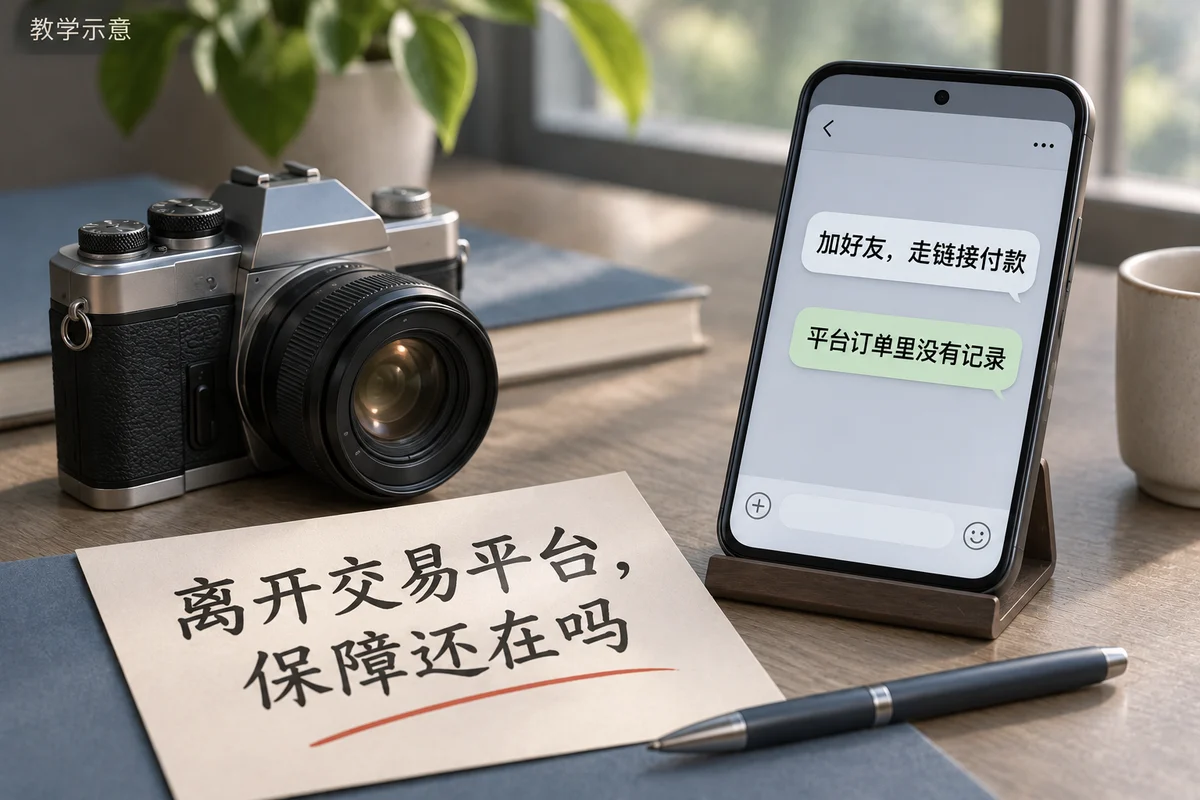 教学示意
加好友，走链接付款
平台订单里没有记录
离开交易平台，
保障还在吗